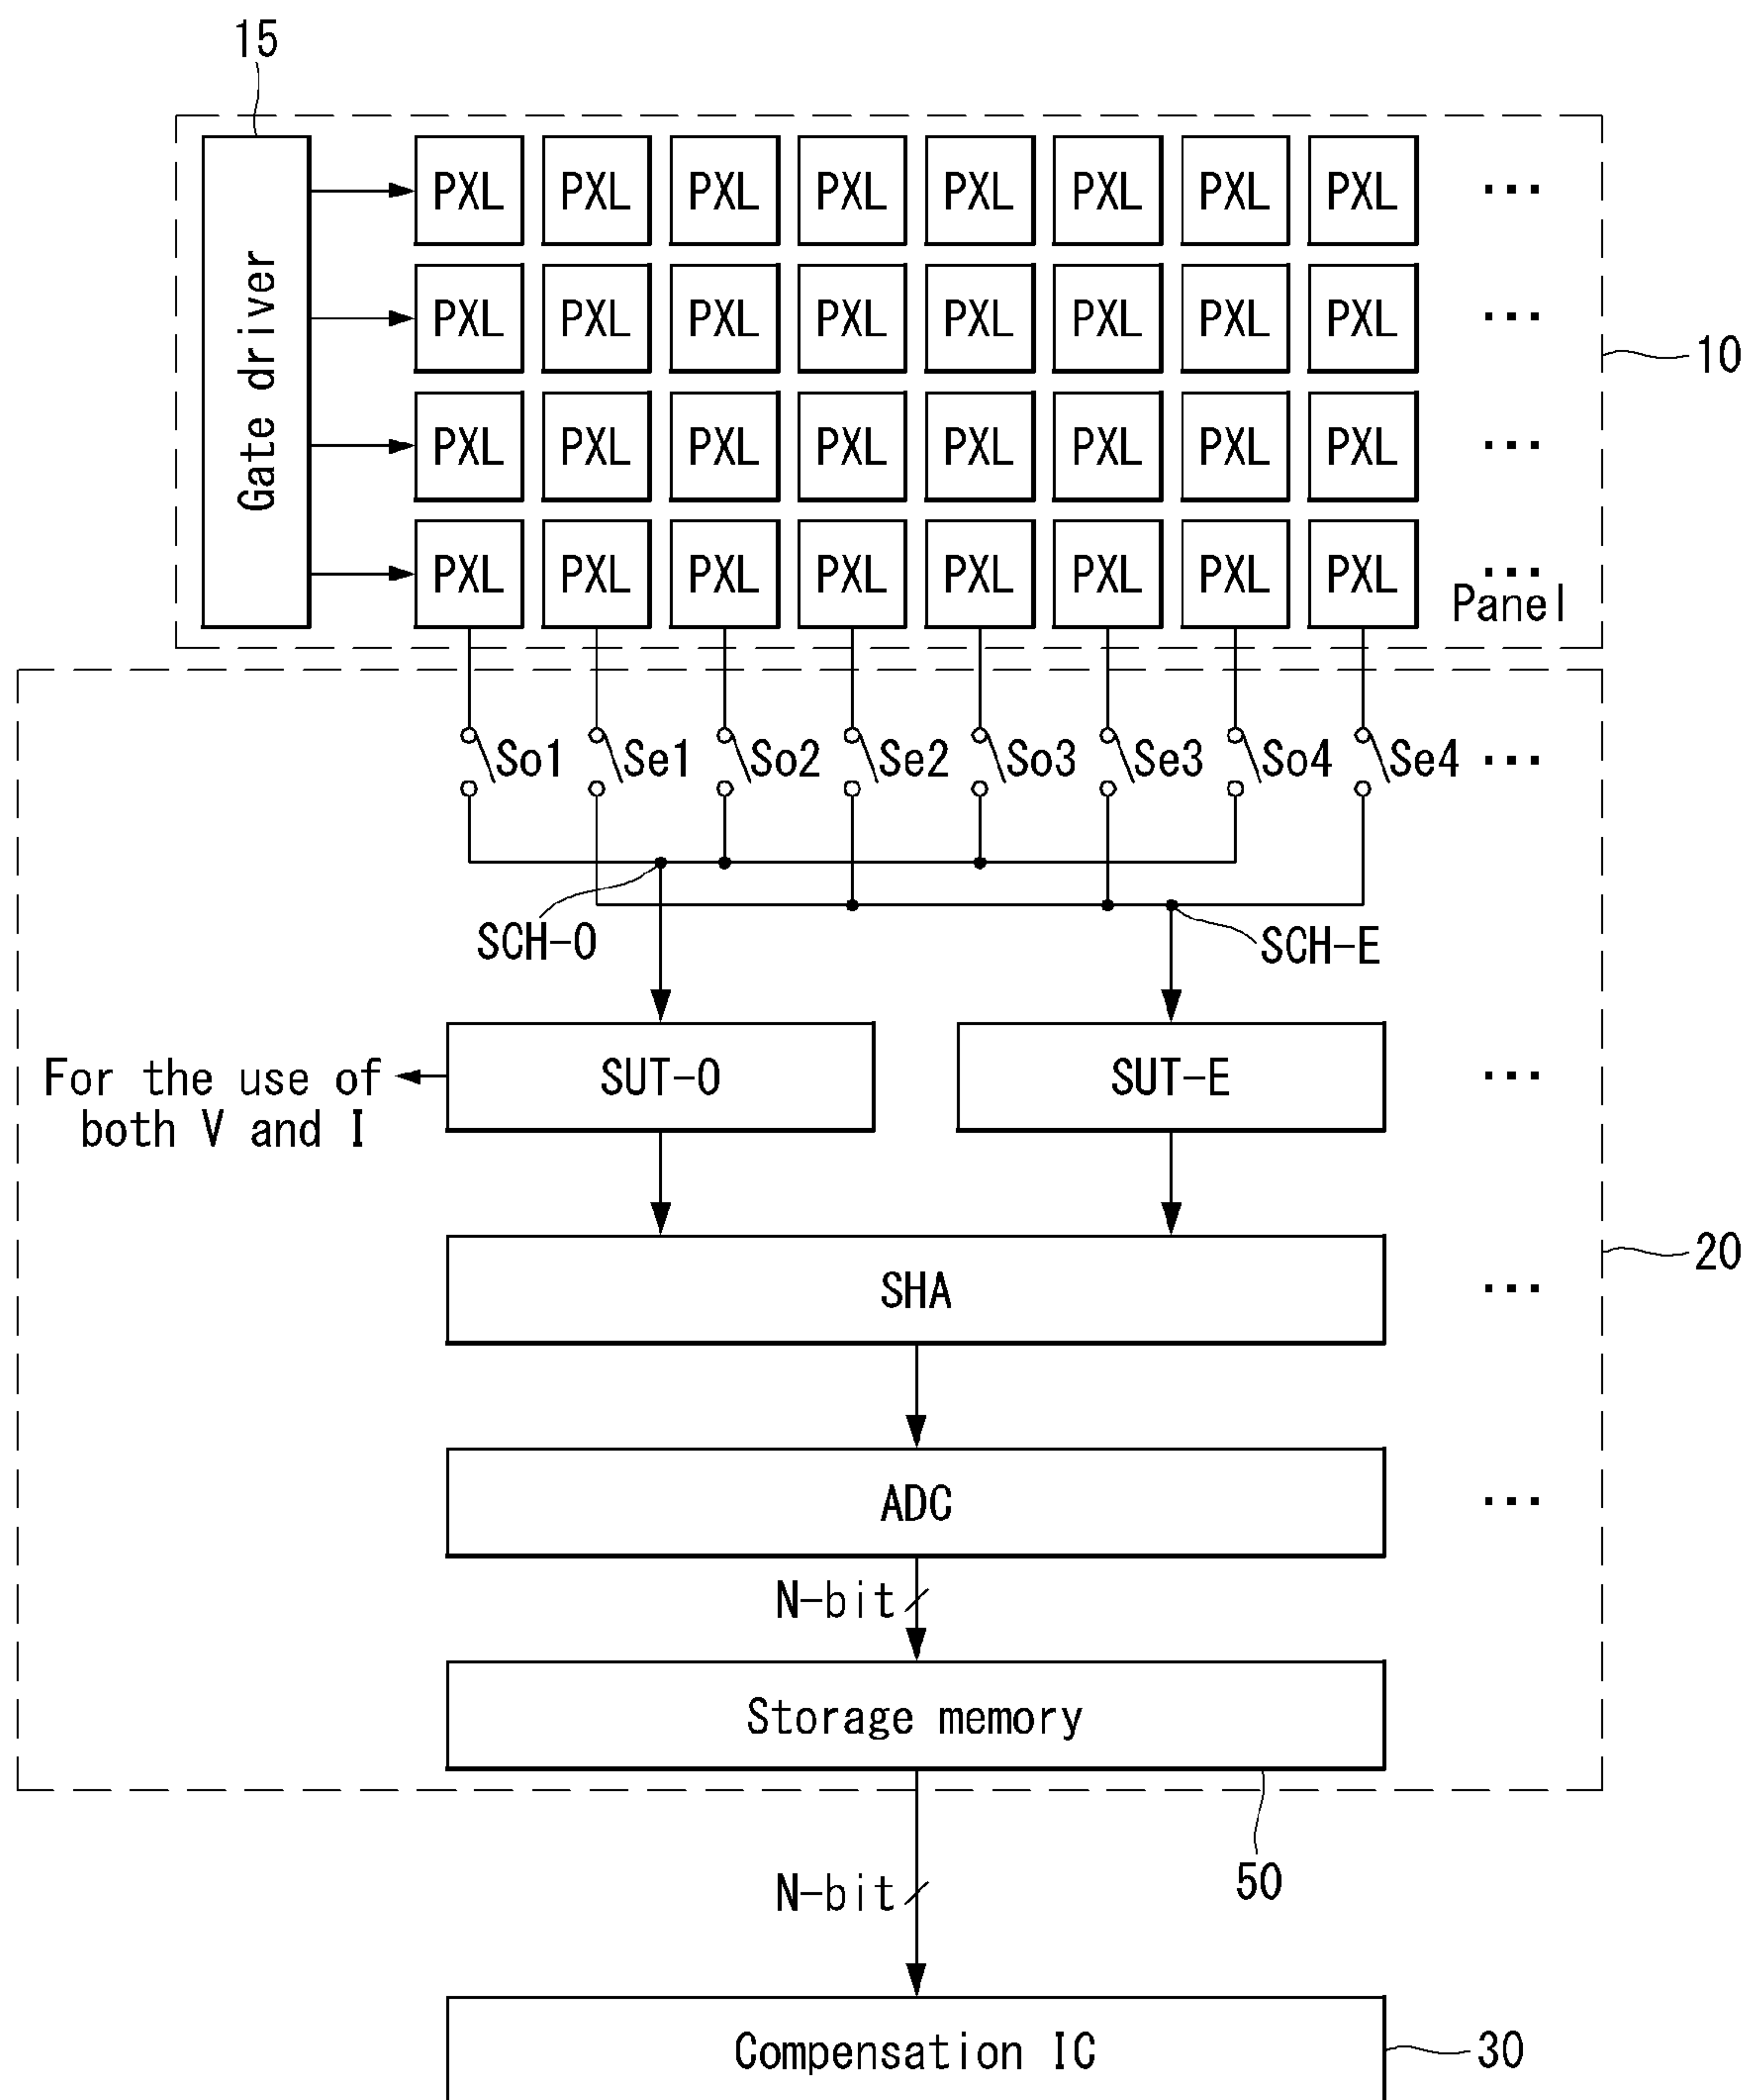 15
Gate driver
PXL PXL PXL PXL PXL PXL PXL PXL ...
PXL PXL PXL PXL PXL PXL PXL PXL ...
10
PXL PXL PXL PXL PXL PXL PXL PXL ...
PXL PXL PXL PXL PXL PXL PXL PXL ...
Panel
So1 Se1 So2 Se2 So3 Se3 So4 Se4 ...
SCH-O SCH-E
For the use of
both V and I
SUT-O SUT-E ...
SHA ...
20
ADC ...
N-bit
Storage memory
50
N-bit
Compensation IC
30